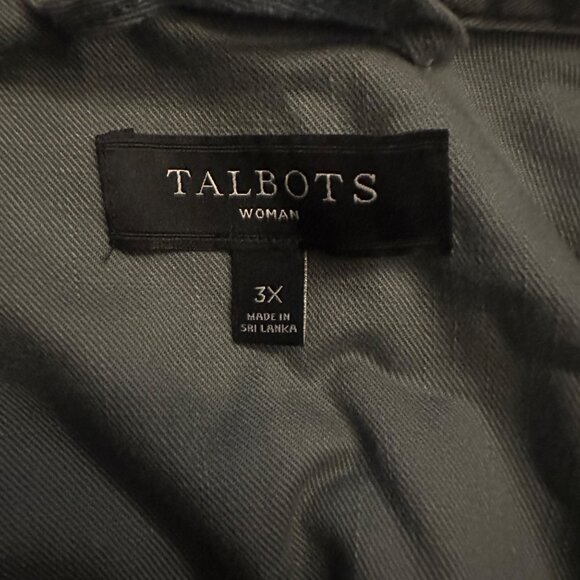 TALBOTS
WOMAN
3X
MADE IN
SRI LANKA